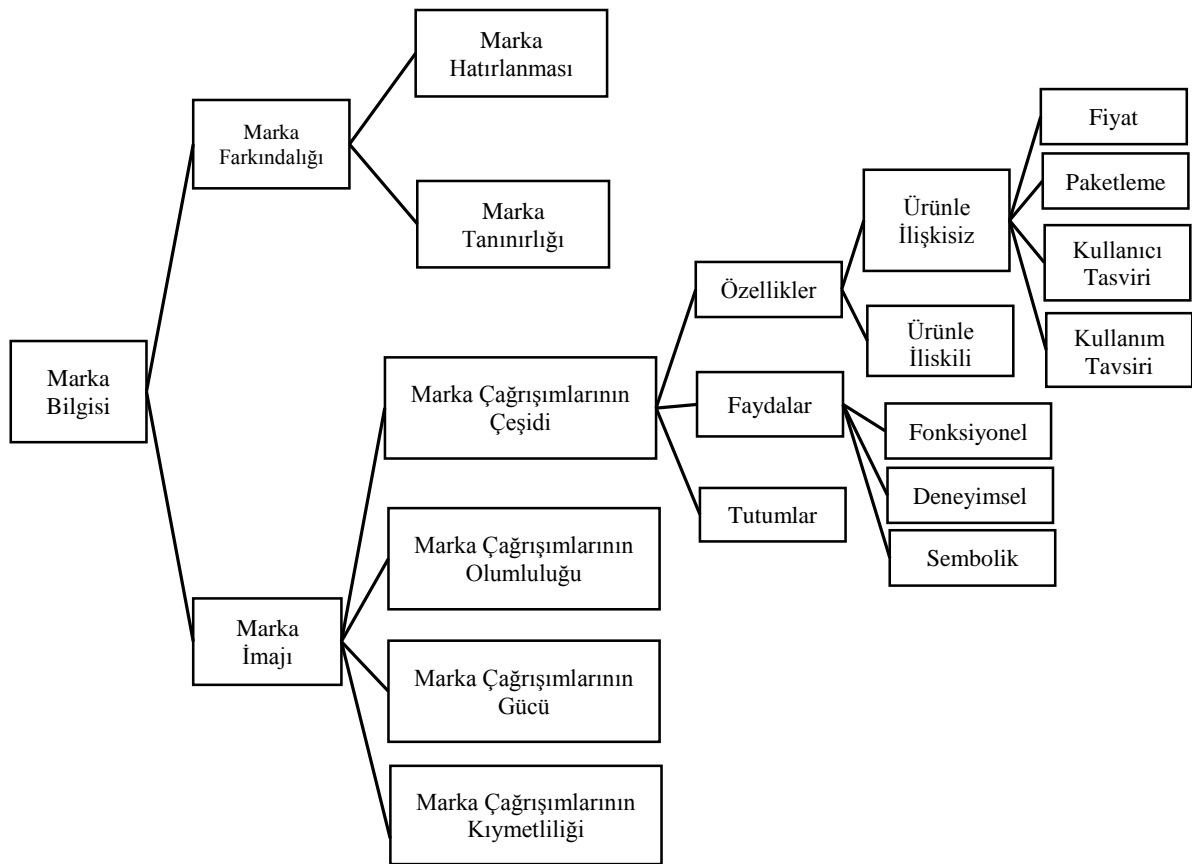 Marka
Hatırlanması
Marka
Farkındalığı
Marka
Tanınırlığı
Fiyat
Paketleme
Ürünle
İlişkisiz
Kullanıcı
Tasviri
Özellikler
Ürünle
İliskili
Kullanım
Tavsiri
Marka
Bilgisi
Marka Çağrışımlarının
Çeşidi
Faydalar
Fonksiyonel
Deneyimsel
Tutumlar
Sembolik
Marka Çağrışımlarının
Olumluluğu
Marka
İmajı
Marka Çağrışımlarının
Gücü
Marka Çağrışımlarının
Kıymetliliği